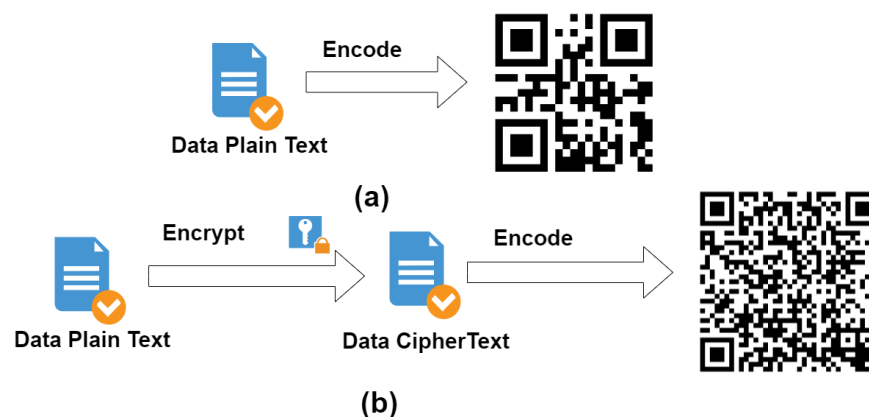 Encode
Data Plain Text
(a)
Encrypt
Encode
Data Plain Text
Data CipherText
(b)